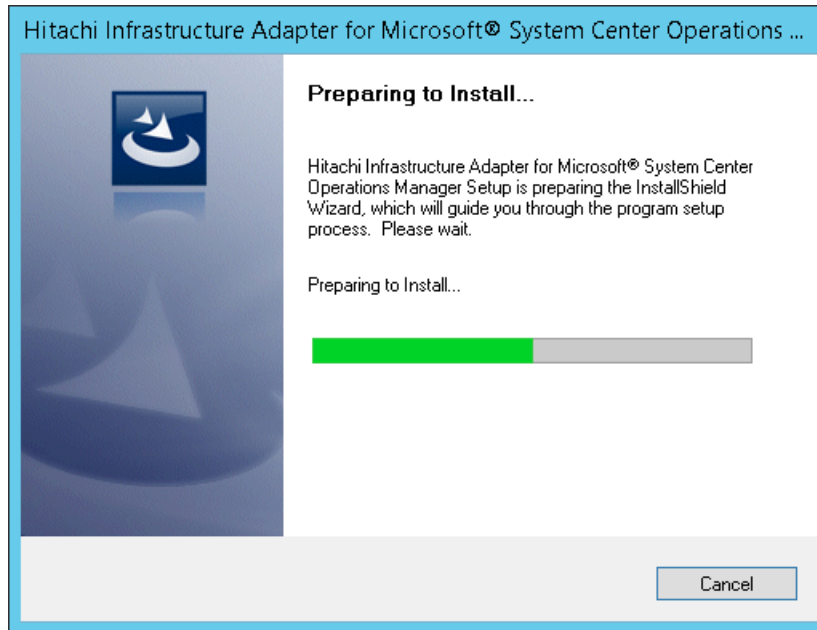 Hitachi Infrastructure Adapter for Microsoft® System Center Operations ...
Preparing to Install...
Hitachi Infrastructure Adapter for Microsoft® System Center
Operations Manager Setup is preparing the InstallShield
Wizard, which will guide you through the program setup
process. Please wait.
Preparing to Install...
Cancel